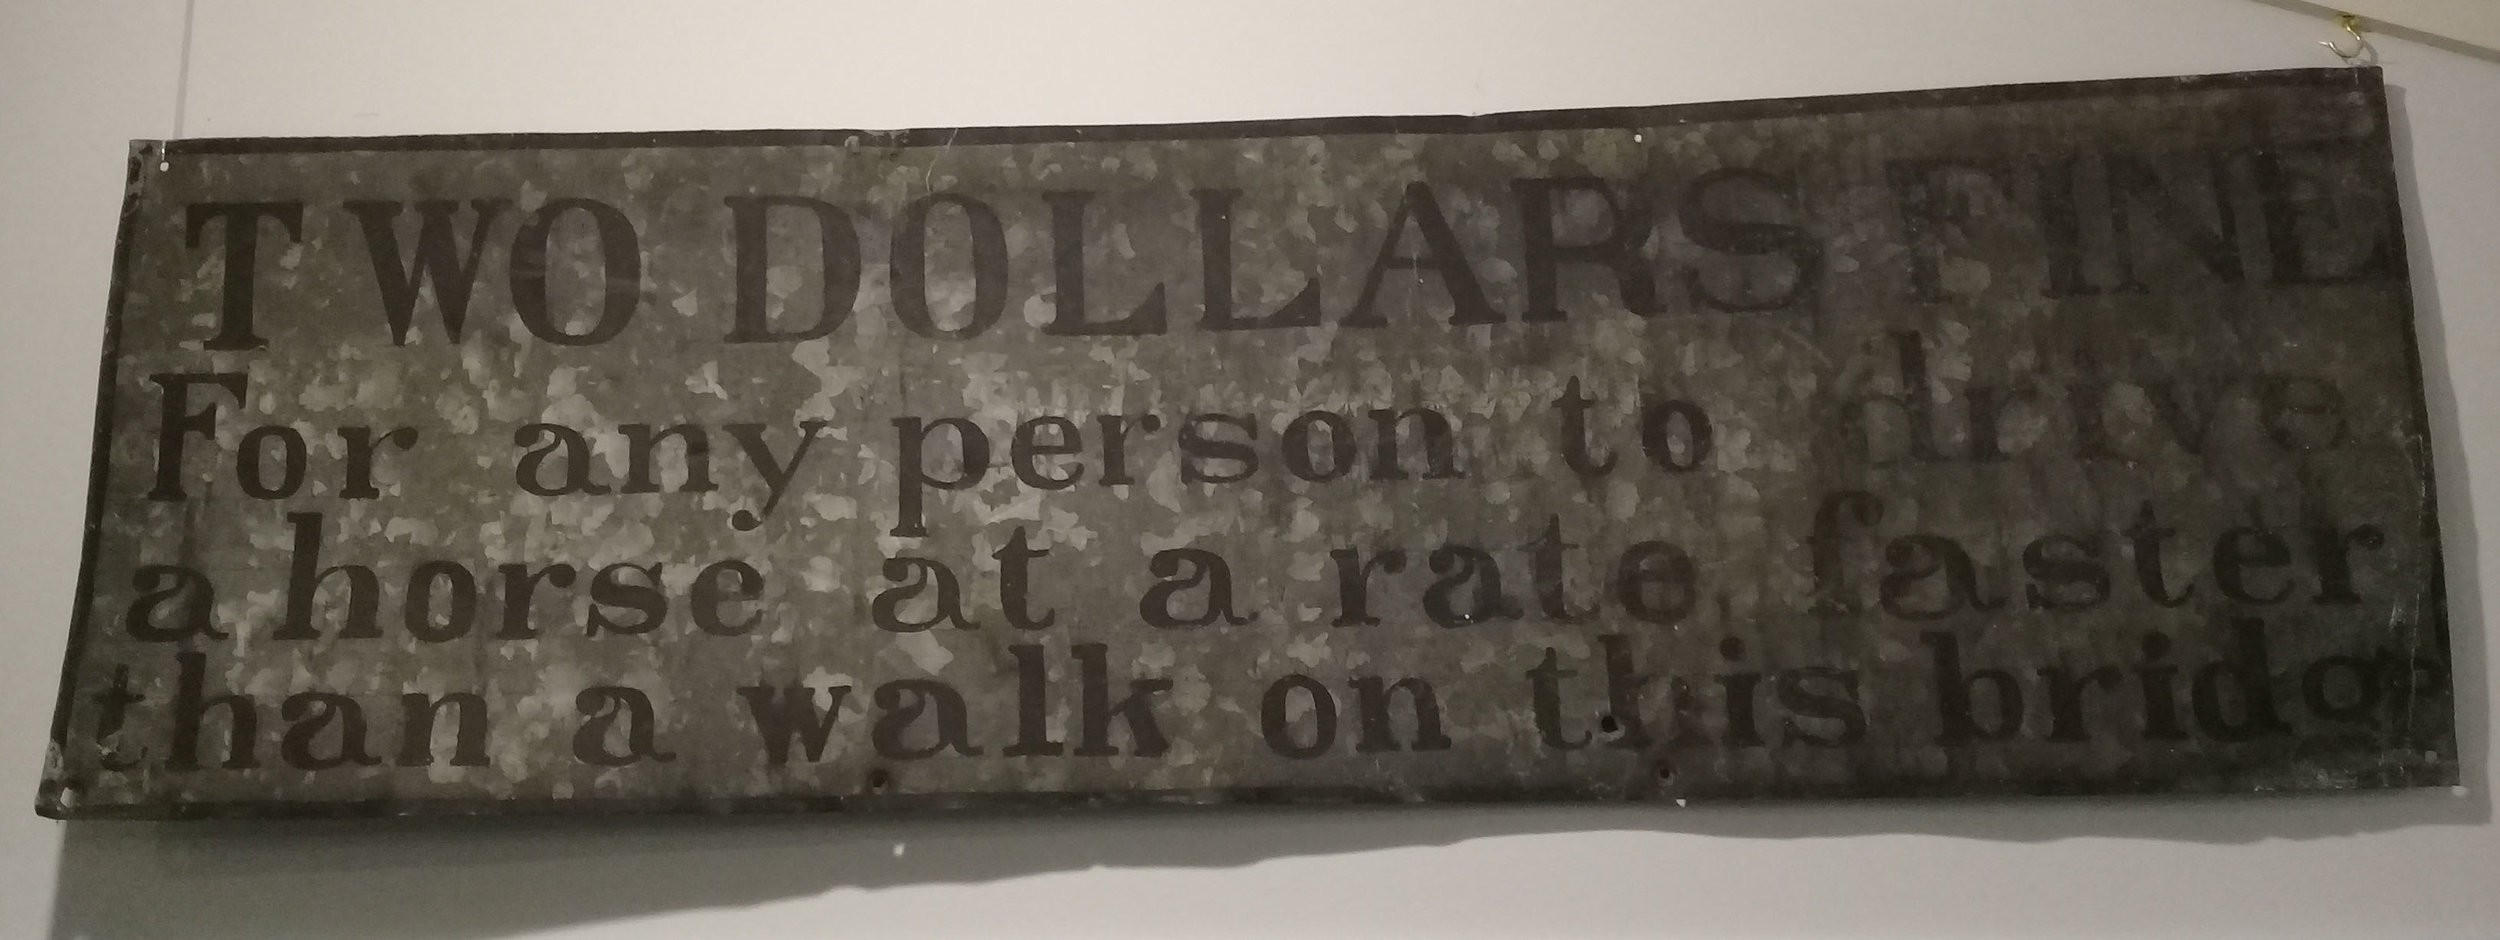 TWO DOLLARS FINE
For any person to drive
a horse at a rate faster
than a walk on this bridge